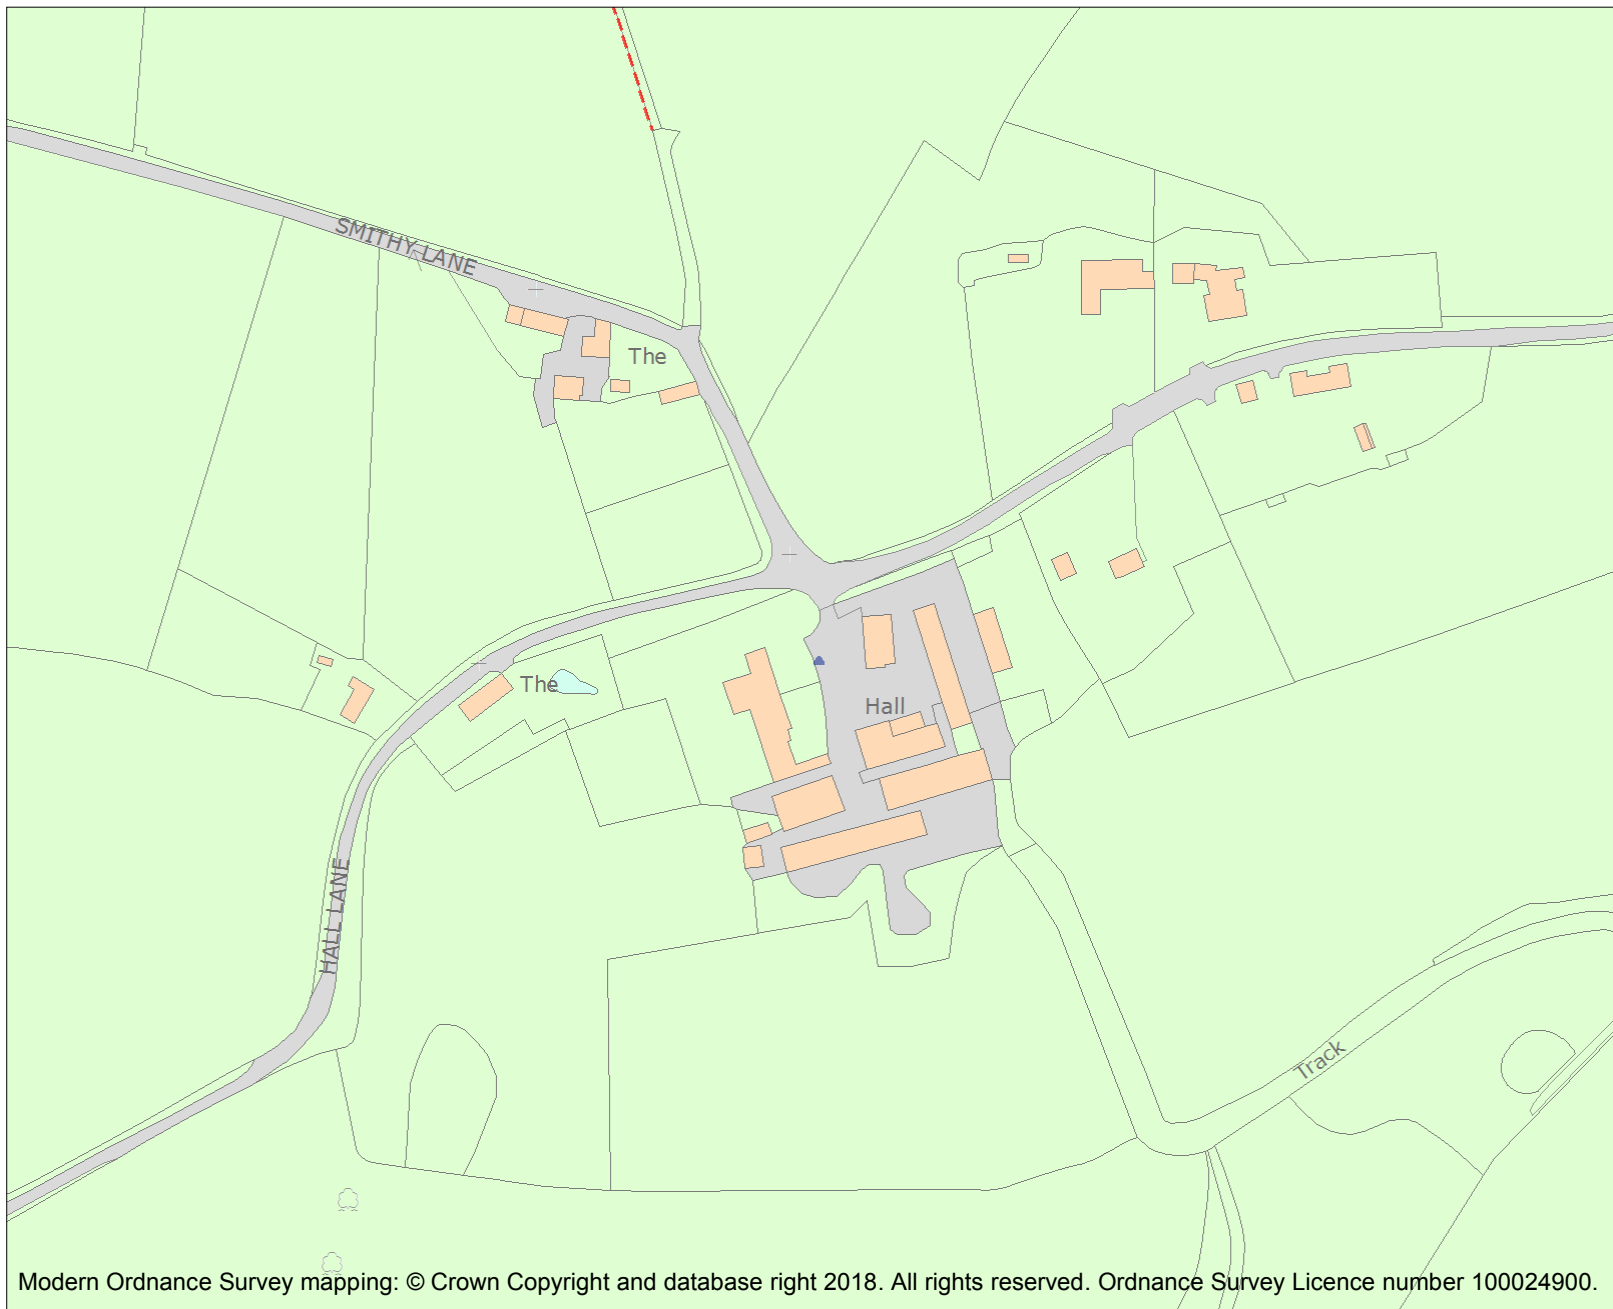 SMITHY LANE
The
The
Hall
HALL LANE
Track
Modern Ordnance Survey mapping: © Crown Copyright and database right 2018. All rights reserved. Ordnance Survey Licence number 100024900.